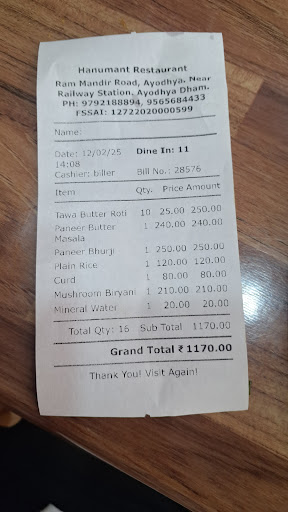 Hanumant Restaurant
Ram Mandir Road, Ayodhya. Near
Railway Station, Ayodhya Dham.
PH: 9792188894, 9565684433
FSSAI: 12722020000599
Name:
Date: 12/02/25 Dine In: 11
14:08
Cashier: biller Bill No.: 28576
Item Qty. Price Amount
Tawa Butter Roti 10 25.00 250.00
Paneer Butter 1 240.00 240.00
Masala
Paneer Bhurji 1 250.00 250.00
Plain Rice 1 120.00 120.00
Curd 1 80.00 80.00
Mushroom Biryani 1 210.00 210.00
Mineral Water 1 20.00 20.00
Total Qty: 16 Sub Total 1170.00
Grand Total ₹ 1170.00
Thank You! Visit Again!